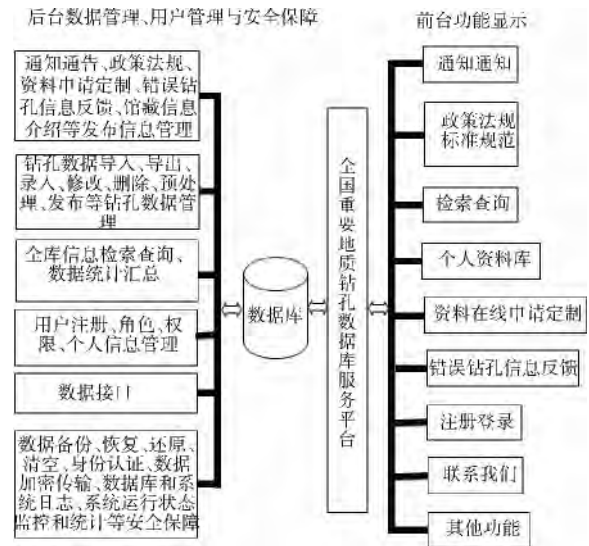 后台数据管理、用户管理与安全保障
通知通告、政策法规、
资料申请定制、错误钻
孔信息反馈、馆藏信息
介绍等发布信息管理
钻孔数据导入、导出、
录入、修改、删除、预处
理、发布等钻孔数据管
理
全库信息检索查询、
数据统计汇总
用户注册、角色、权
限、个人信息管理
数据接口
数据备份、恢复、还原、
清空、身份认证、数据
加密传输、数据库和系
统日志、系统运行状态
监控和统计等安全保障
数据库
全国重要地质钻孔数据库服务平台
前台功能显示
通知通知
政策法规
标准规范
检索查询
个人资料库
资料在线申请定制
错误钻孔信息反馈
注册登录
联系我们
其他功能